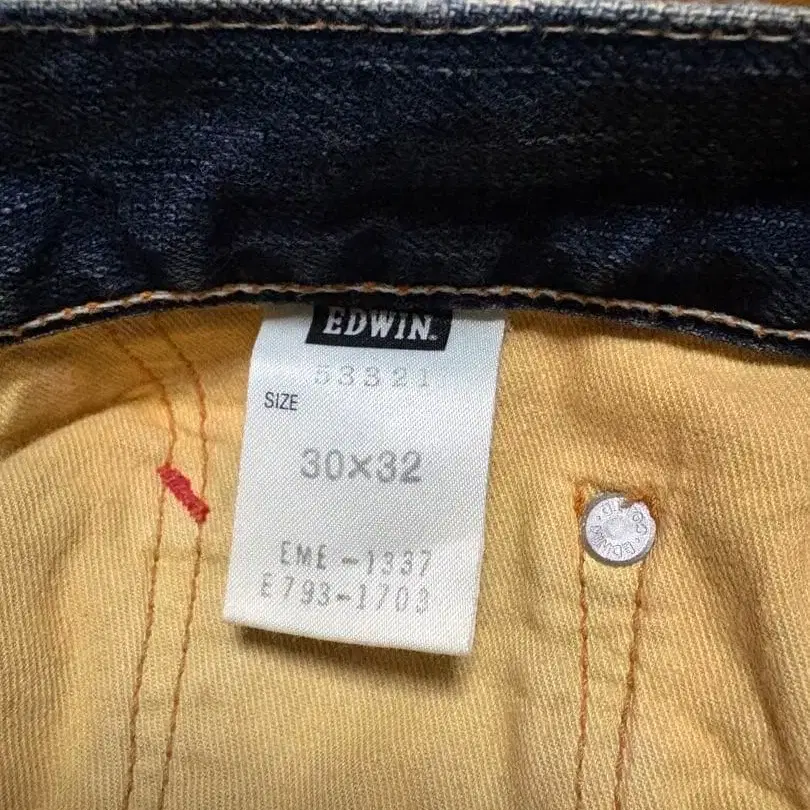 EDWIN.
53321
SIZE
30×32
EME-1337
E793-1703